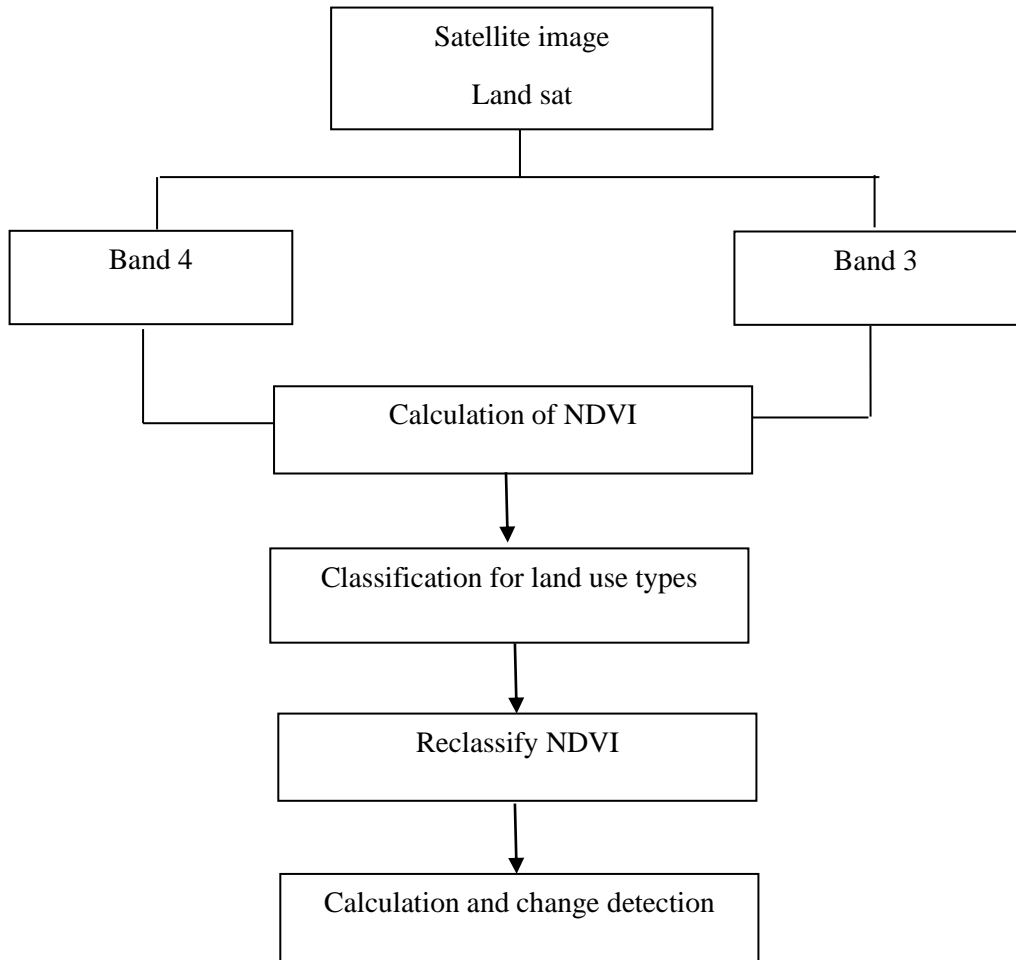 Satellite image
Land sat
Band 4
Band 3
Calculation of NDVI
Classification for land use types
Reclassify NDVI
Calculation and change detection